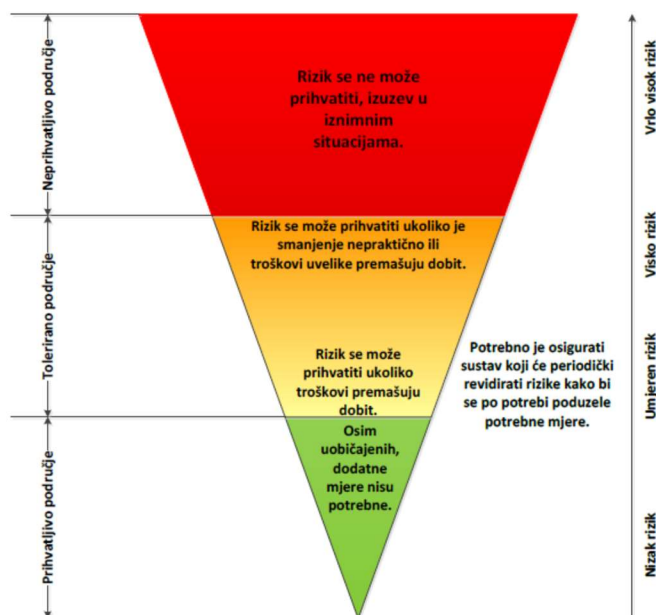 Neprihvatljivo područje
Rizik se ne može
prihvatiti, izuzev u
iznimnim
situacijama.
Vrlo visok rizik
Tolerirano područje
Rizik se može prihvatiti ukoliko je
smanjenje nepraktično ili
troškovi uvelike premašuju dobit.
Visko rizik
Rizik se može
prihvatiti ukoliko
troškovi premašuju
dobit.
Potrebno je osigurati
sustav koji će periodički
revidirati rizike kako bi
se po potrebi poduzele
potrebne mjere.
Umjeren rizik
Prihvatljivo područje
Osim
uobičajenih,
dodatne
mjere nisu
potrebne.
Nizak rizik